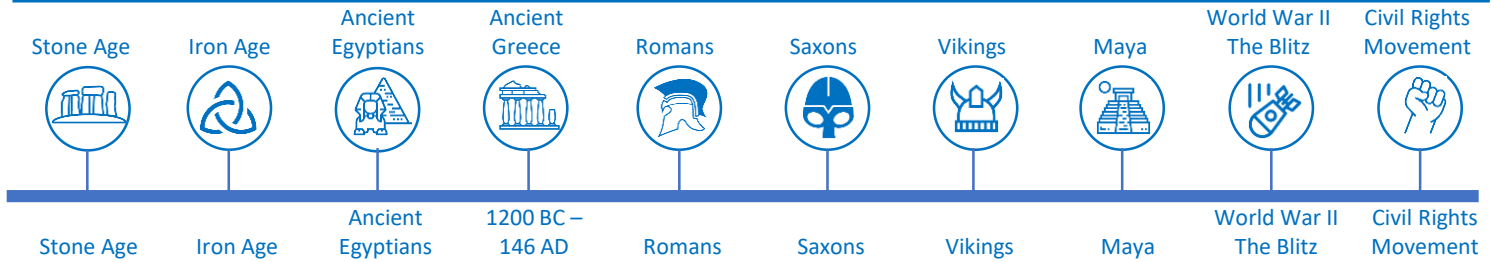 Stone Age
Iron Age
Ancient
Egyptians
Ancient
Greece
Romans
Saxons
Vikings
Maya
World War II
The Blitz
Civil Rights
Movement
Stone Age
Iron Age
Ancient
Egyptians
1200 BC –
146 AD
Romans
Saxons
Vikings
Maya
World War II
The Blitz
Civil Rights
Movement